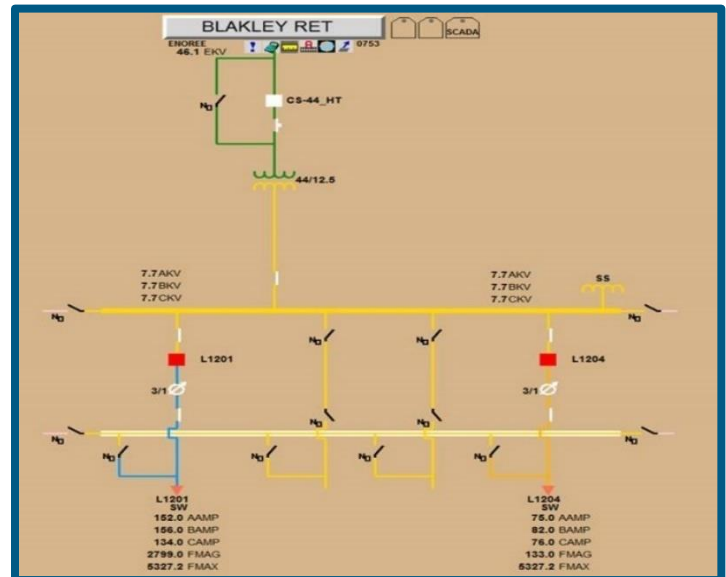 BLAKLEY RET
SCADA
ENOREE
46.1 EKV
0753
NO
CS-44_HT
44/12.5
7.7AKV
7.7BKV
7.7CKV
7.7AKV
7.7BKV
7.7CKV
SS
NO
NO
NO
NO
L1201
L1204
3/1
3/1
NO
NO
NO
NO
NO
NO
L1201
SW
152.0 AAMP
156.0 BAMP
134.0 CAMP
2799.0 FMAG
5327.2 FMAX
L1204
SW
75.0 AAMP
82.0 BAMP
76.0 CAMP
133.0 FMAG
5327.2 FMAX